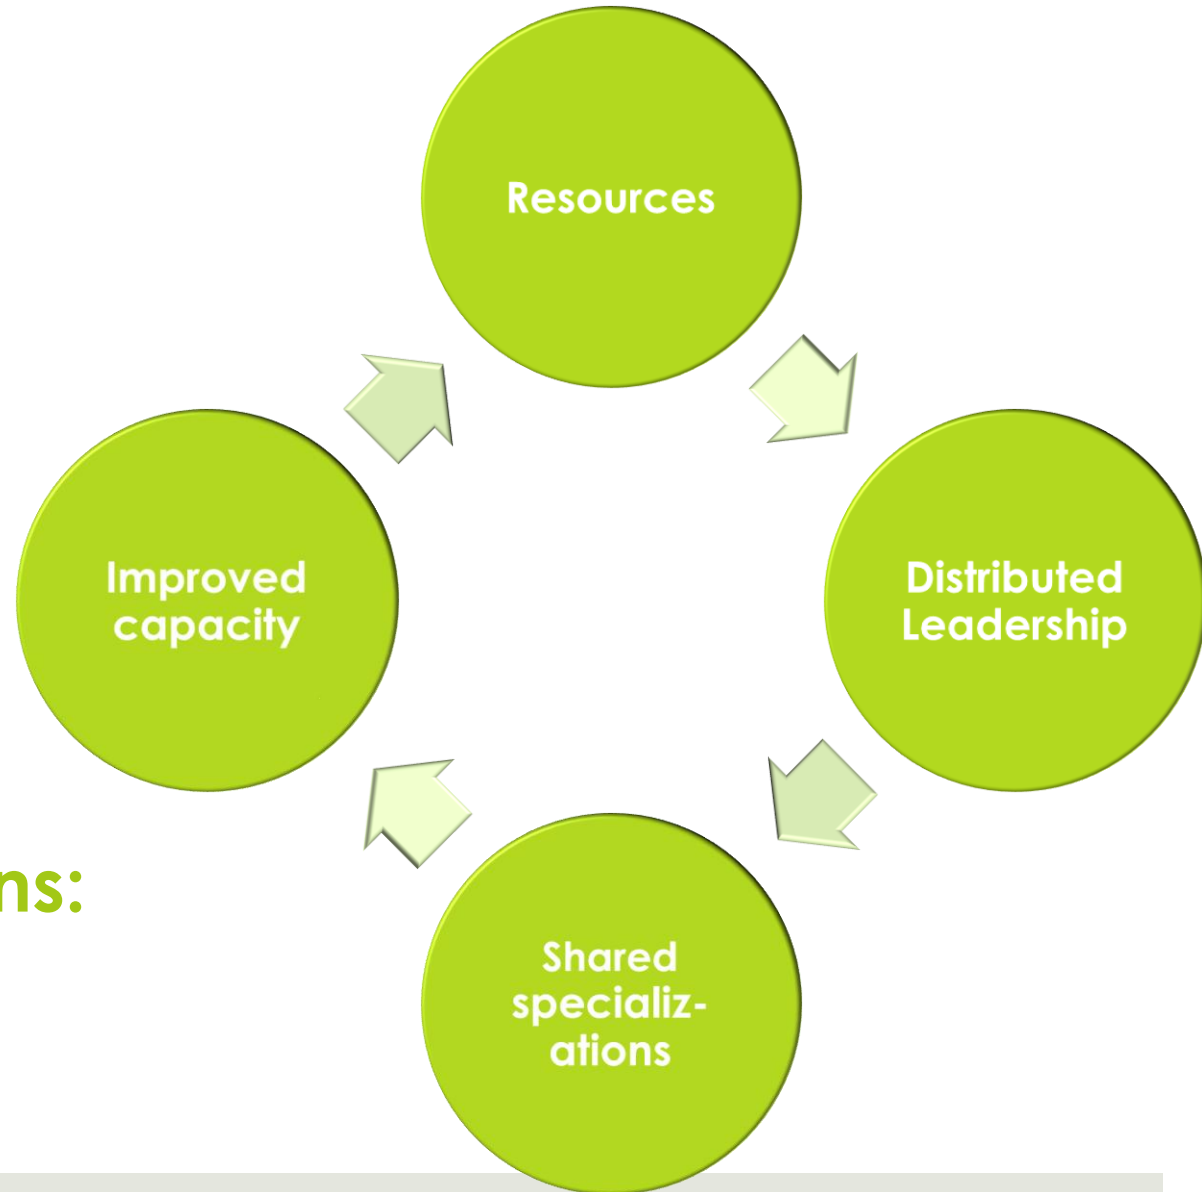 Resources
Improved
capacity
Distributed
Leadership
ns:
Shared
specializ-
ations